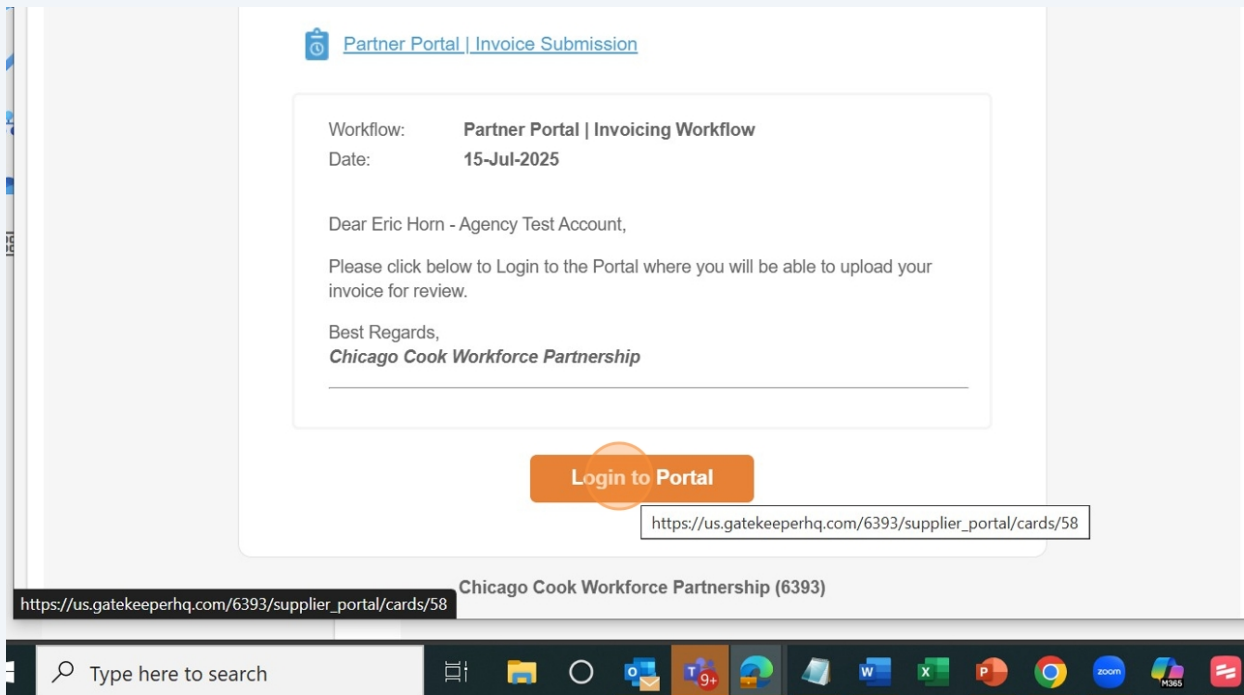 Partner Portal | Invoice Submission
Workflow: Partner Portal | Invoicing Workflow
Date: 15-Jul-2025
Dear Eric Horn - Agency Test Account,
Please click below to Login to the Portal where you will be able to upload your
invoice for review.
Best Regards,
Chicago Cook Workforce Partnership
Login to Portal
https://us.gatekeeperhq.com/6393/supplier_portal/cards/58
Chicago Cook Workforce Partnership (6393)
https://us.gatekeeperhq.com/6393/supplier_portal/cards/58
Type here to search
T 9+
W
X
P
zoom
M365